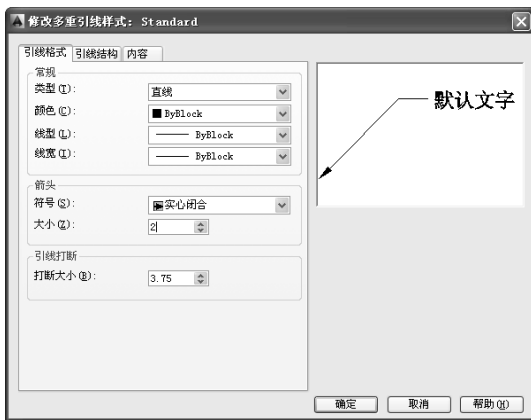 修改多重引线样式: Standard
引线格式 引线结构 内容
常规
类型(T): 直线
颜色(C): ByBlock
线型(L): ByBlock
线宽(I): ByBlock
箭头
符号(S): 实心闭合
大小(Z): 2
引线打断
打断大小(B): 3.75
默认文字
确定 取消 帮助(H)